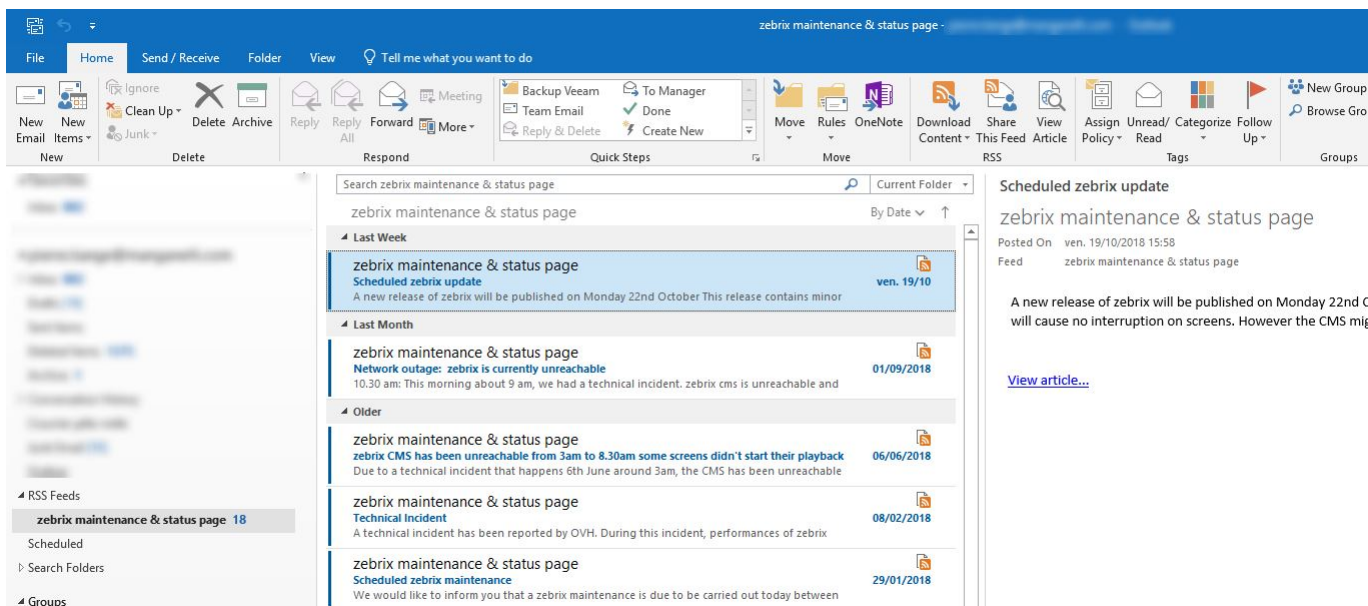 zebrix maintenance & status page -
File Home Send / Receive Folder View Tell me what you want to do
New Email
New Items
Ignore
Clean Up
Junk
Delete
Archive
Reply
Reply All
Forward
Meeting
More
Backup Veeam
Team Email
Reply & Delete
To Manager
Done
Create New
Move
Rules
OneNote
Download Content
Share This Feed
View Article
Assign Policy
Unread/ Read
Categorize
Follow Up
New Group
Browse Gro
New Delete Respond Quick Steps Move RSS Tags Groups
RSS Feeds
zebrix maintenance & status page 18
Scheduled
Search Folders
Groups
Search zebrix maintenance & status page Current Folder
zebrix maintenance & status page By Date
Last Week
zebrix maintenance & status page
Scheduled zebrix update ven. 19/10
A new release of zebrix will be published on Monday 22nd October This release contains minor
Last Month
zebrix maintenance & status page
Network outage: zebrix is currently unreachable 01/09/2018
10.30 am: This morning about 9 am, we had a technical incident. zebrix cms is unreachable and
Older
zebrix maintenance & status page
zebrix CMS has been unreachable from 3am to 8.30am some screens didn't start their playback 06/06/2018
Due to a technical incident that happens 6th June around 3am, the CMS has been unreachable
zebrix maintenance & status page
Technical Incident 08/02/2018
A technical incident has been reported by OVH. During this incident, performances of zebrix
zebrix maintenance & status page
Scheduled zebrix maintenance 29/01/2018
We would like to inform you that a zebrix maintenance is due to be carried out today between
Scheduled zebrix update
zebrix maintenance & status page
Posted On ven. 19/10/2018 15:58
Feed zebrix maintenance & status page
A new release of zebrix will be published on Monday 22nd
will cause no interruption on screens. However the CMS mig
View article...